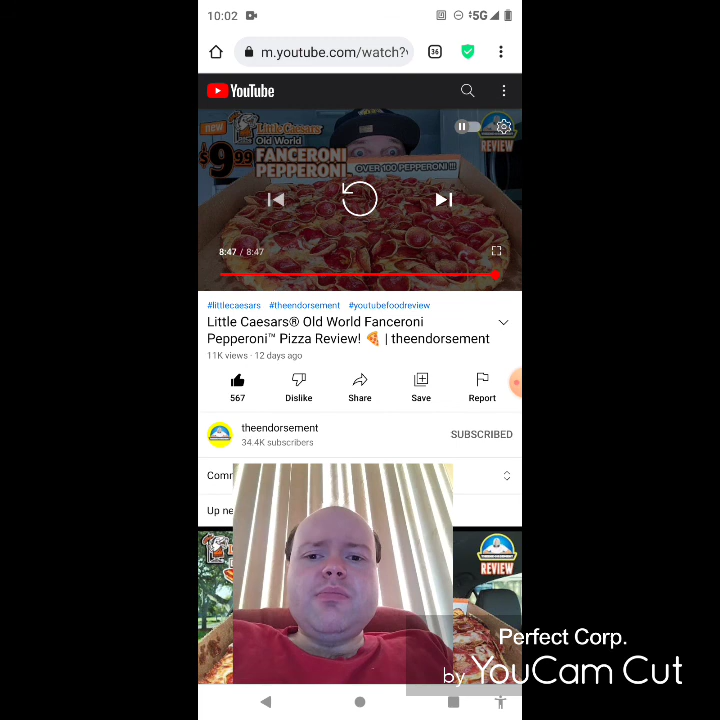 10:02
5G
m.youtube.com/watch?v
36
YouTube
new
Little Caesars
Old World
$9.99
FANCERONI
PEPPERONI
OVER 100 PEPPERONI !!!
REVIEW
8:47 / 8:47
#littlecaesars #theendorsement #youtubefoodreview
Little Caesars® Old World Fanceroni
Pepperoni™ Pizza Review! 🍕 | theendorsement
11K views · 12 days ago
567
Dislike
Share
Save
Report
theendorsement
34.4K subscribers
SUBSCRIBED
Com
Up ne
REVIEW
Perfect Corp.
by YouCam Cut